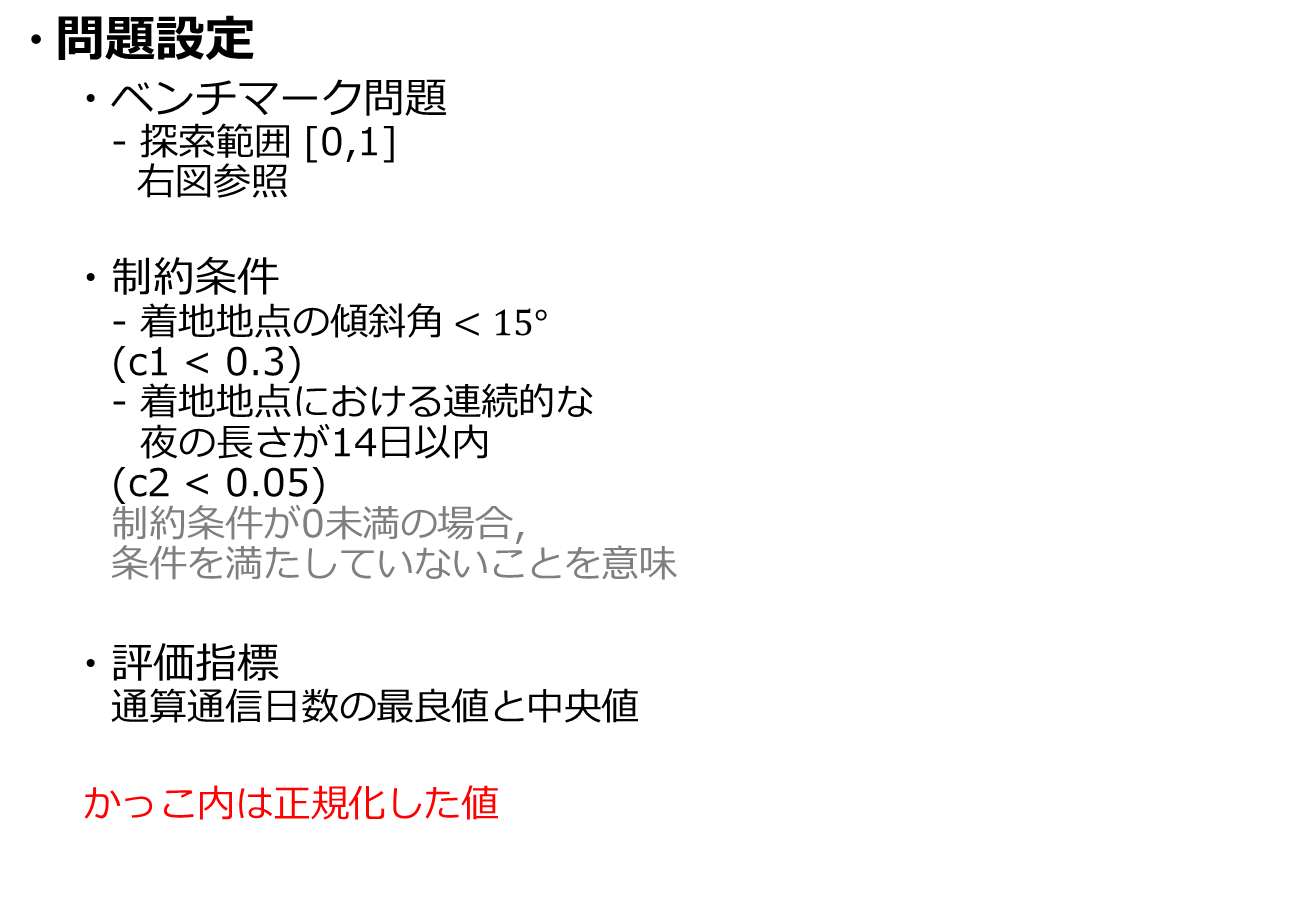 ・問題設定
・ベンチマーク問題
- 探索範囲 [0,1]
右図参照
・制約条件
- 着地地点の傾斜角 < 15°
(c1 < 0.3)
- 着地地点における連続的な
夜の長さが14日以内
(c2 < 0.05)
制約条件が0未満の場合,
条件を満たしていないことを意味
・評価指標
通算通信日数の最良値と中央値
かっこ内は正規化した値